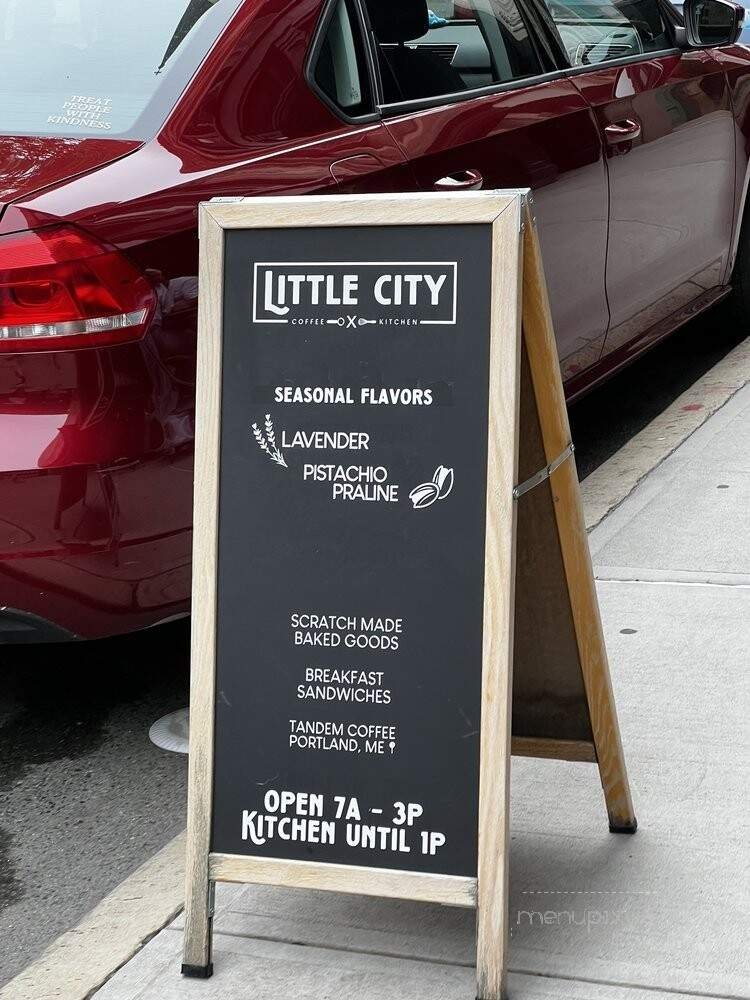 TREAT
PEOPLE
WITH
KINDNESS
LITTLE CITY
COFFEE X KITCHEN
SEASONAL FLAVORS
LAVENDER
PISTACHIO
PRALINE
SCRATCH MADE
BAKED GOODS
BREAKFAST
SANDWICHES
TANDEM COFFEE
PORTLAND, ME
OPEN 7A - 3P
KITCHEN UNTIL 1P
menupix